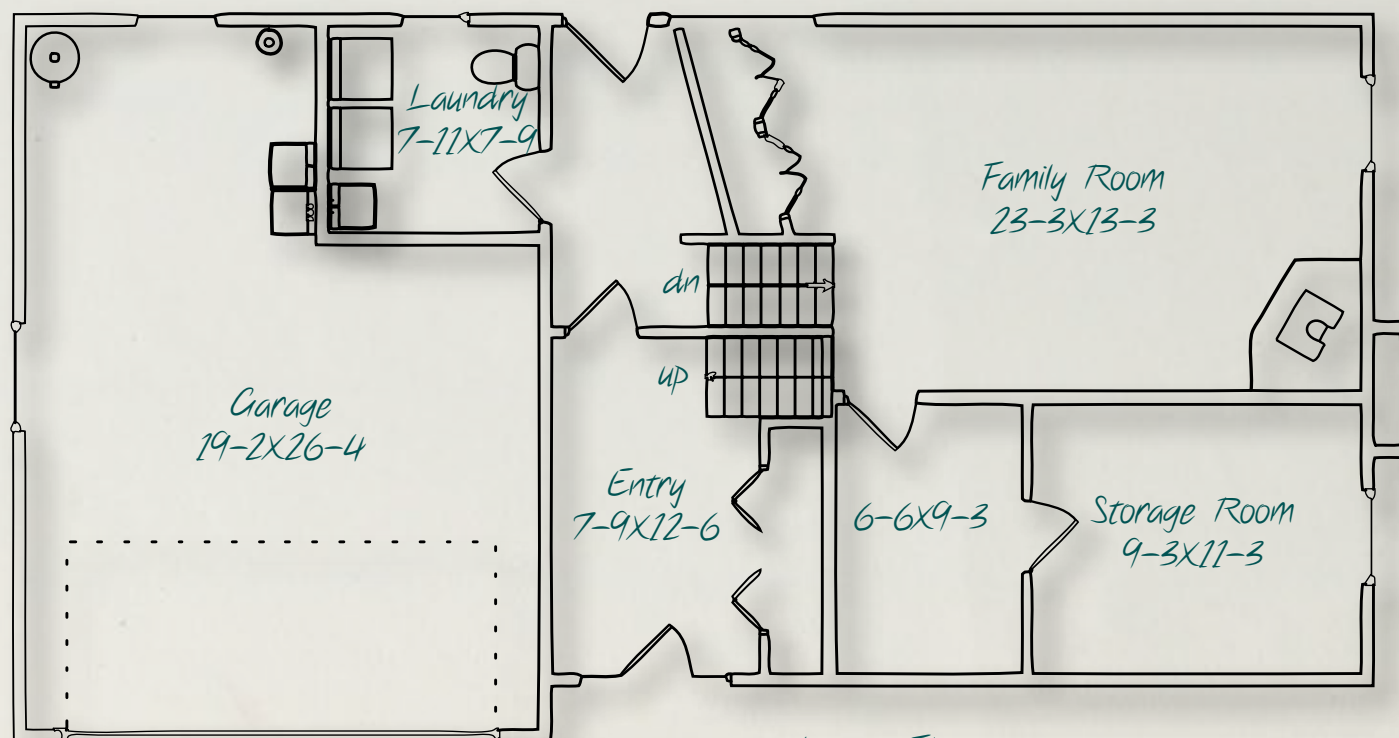 Laundry
7-11X7-9
Family Room
23-3X13-3
dn
up
Garage
19-2X26-4
Entry
7-9X12-6
6-6X9-3
Storage Room
9-3X11-3